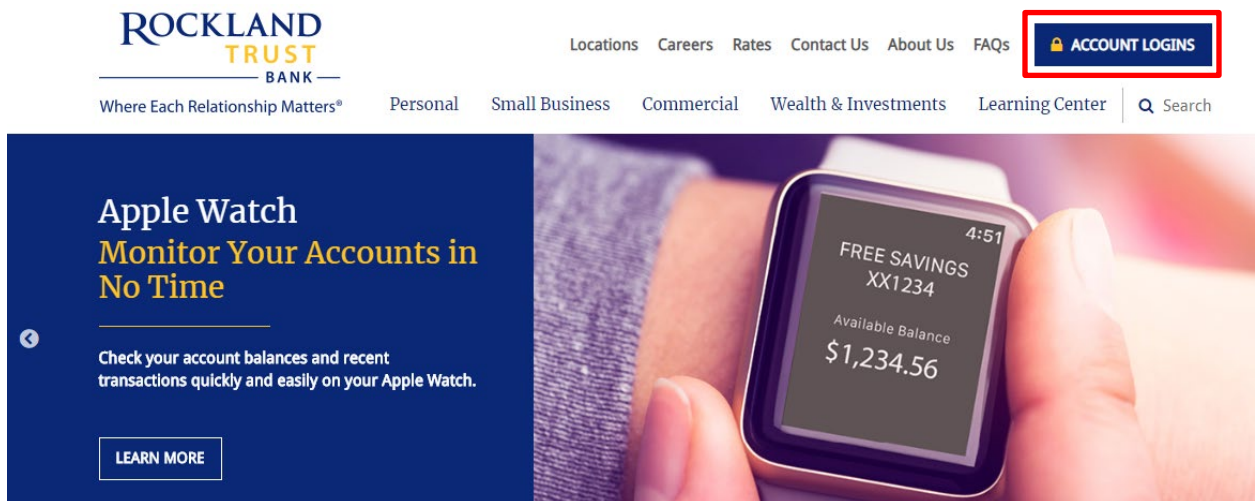 ROCKLAND
TRUST
BANK
Where Each Relationship Matters®
Locations Careers Rates Contact Us About Us FAQs ACCOUNT LOGINS
Personal Small Business Commercial Wealth & Investments Learning Center Search
Apple Watch
Monitor Your Accounts in
No Time
Check your account balances and recent
transactions quickly and easily on your Apple Watch.
LEARN MORE
4:51
FREE SAVINGS
XX1234
Available Balance
$1,234.56